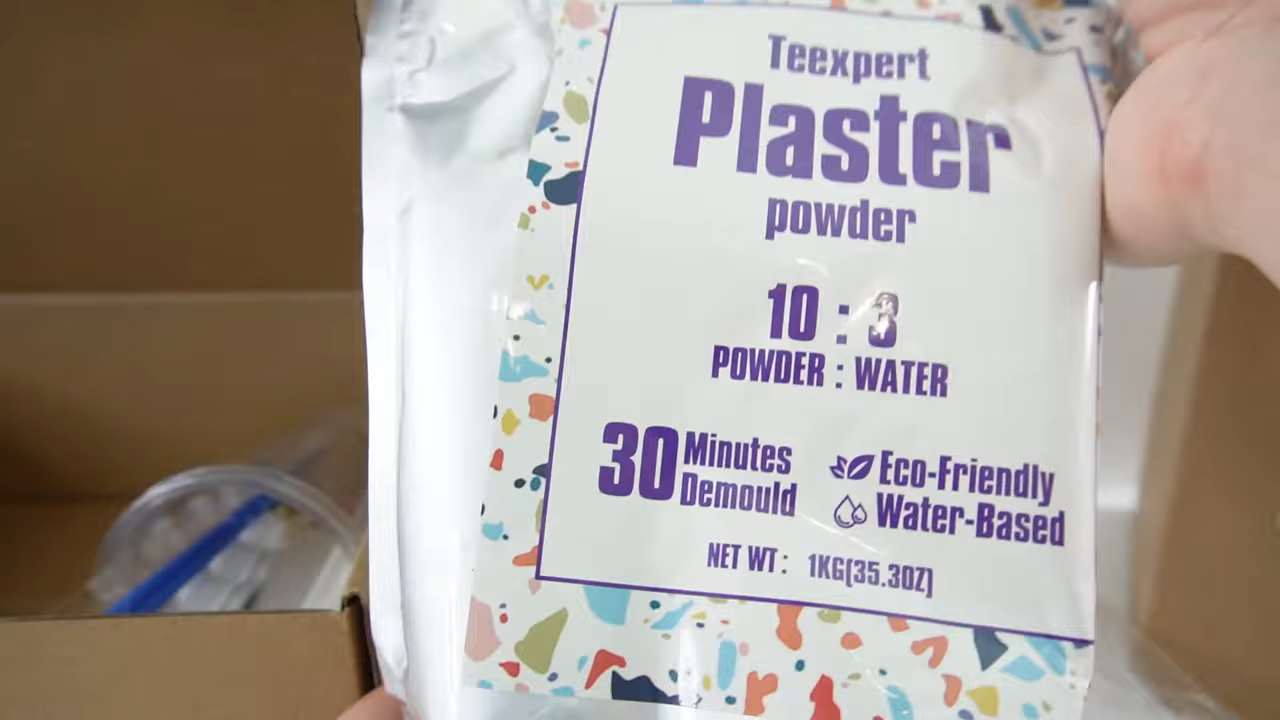 Teexpert
Plaster
powder
10 : 3
POWDER : WATER
30 Minutes
Demould
Eco-Friendly
Water-Based
NET WT : 1KG(35.3OZ)